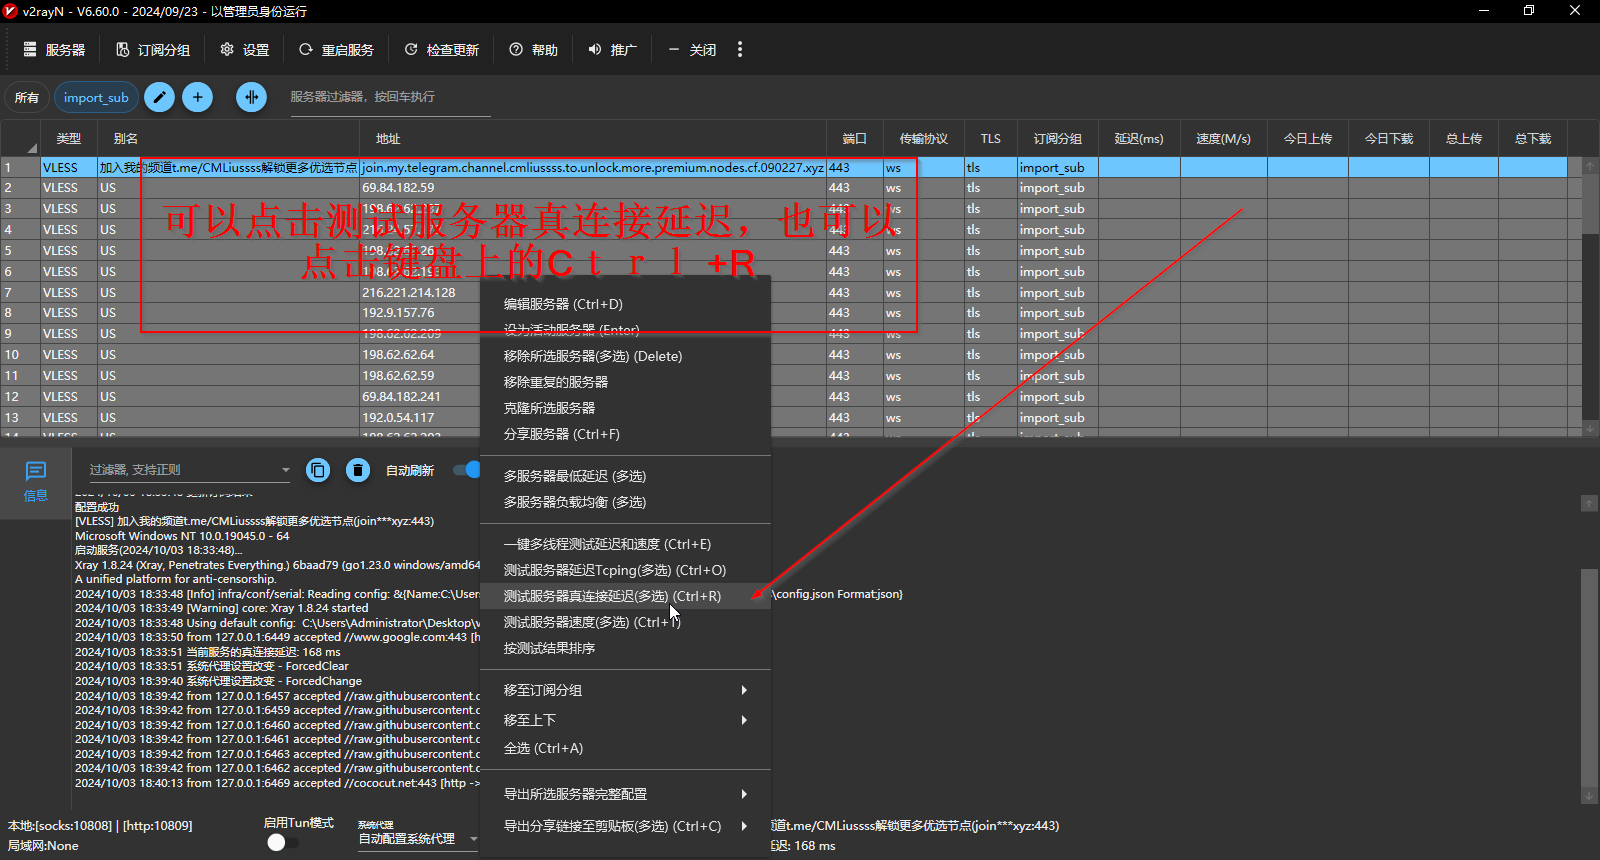 v2rayN - V6.60.0 - 2024/09/23 - 以管理员身份运行
服务器 订阅分组 设置 重启服务 检查更新 帮助 推广 关闭
所有 import_sub 服务器过滤器，按回车执行
类型 别名 地址 端口 传输协议 TLS 订阅分组 延迟(ms) 速度(M/s) 今日上传 今日下载 总上传 总下载
1 VLESS 加入我的频道t.me/CMLiussss解锁更多优选节点 join.my.telegram.channel.cmliussss.to.unlock.more.premium.nodes.cf.090227.xyz 443 ws tls import_sub
2 VLESS US 69.84.182.59 443 ws tls import_sub
3 VLESS US 443 ws tls import_sub
可以点击测试服务器真连接延迟，也可以
4 VLESS US 443 ws tls import_sub
5 VLESS US 443 ws tls import_sub
点击键盘上的Ctrl+R
6 VLESS US 443 ws tls import_sub
7 VLESS US 216.221.214.128 443 ws tls import_sub
8 VLESS US 192.9.157.76 443 ws tls import_sub
9 VLESS US 198.62.62.209 443 ws tls import_sub
10 VLESS US 198.62.62.64 443 ws tls import_sub
11 VLESS US 198.62.62.59 443 ws tls import_sub
12 VLESS US 69.84.182.241 443 ws tls import_sub
13 VLESS US 192.0.54.117 443 ws tls import_sub
编辑服务器 (Ctrl+D)
设为活动服务器 (Enter)
移除所选服务器(多选) (Delete)
移除重复的服务器
克隆所选服务器
分享服务器 (Ctrl+F)
多服务器最低延迟 (多选)
多服务器负载均衡 (多选)
一键多线程测试延迟和速度 (Ctrl+E)
测试服务器延迟Tcping(多选) (Ctrl+O)
测试服务器真连接延迟(多选) (Ctrl+R)
测试服务器速度(多选) (Ctrl+T)
按测试结果排序
移至订阅分组
移至上下
全选 (Ctrl+A)
导出所选服务器完整配置
导出分享链接至剪贴板(多选) (Ctrl+C)
信息
过滤器, 支持正则 自动刷新
配置成功
[VLESS] 加入我的频道t.me/CMLiussss解锁更多优选节点(join***xyz:443)
Microsoft Windows NT 10.0.19045.0 - 64
启动服务(2024/10/03 18:33:48)...
Xray 1.8.24 (Xray, Penetrates Everything.) 6baad79 (go1.23.0 windows/amd64
A unified platform for anti-censorship.
2024/10/03 18:33:48 [Info] infra/conf/serial: Reading config: &{Name:C:\Users \config.json Format:json}
2024/10/03 18:33:49 [Warning] core: Xray 1.8.24 started
2024/10/03 18:33:48 Using default config: C:\Users\Administrator\Desktop\v
2024/10/03 18:33:50 from 127.0.0.1:6449 accepted //www.google.com:443 [h
2024/10/03 18:33:51 当前服务的真连接延迟: 168 ms
2024/10/03 18:33:51 系统代理设置改变 - ForcedClear
2024/10/03 18:39:40 系统代理设置改变 - ForcedChange
2024/10/03 18:39:42 from 127.0.0.1:6457 accepted //raw.githubusercontent.c
2024/10/03 18:39:42 from 127.0.0.1:6459 accepted //raw.githubusercontent.c
2024/10/03 18:39:42 from 127.0.0.1:6460 accepted //raw.githubusercontent.c
2024/10/03 18:39:42 from 127.0.0.1:6461 accepted //raw.githubusercontent.c
2024/10/03 18:39:42 from 127.0.0.1:6463 accepted //raw.githubusercontent.c
2024/10/03 18:39:42 from 127.0.0.1:6462 accepted //raw.githubusercontent.c
2024/10/03 18:40:13 from 127.0.0.1:6469 accepted //cococut.net:443 [http ->
本地:[socks:10808] | [http:10809]
局域网:None
启用Tun模式
系统代理
自动配置系统代理
道t.me/CMLiussss解锁更多优选节点(join***xyz:443)
迟: 168 ms